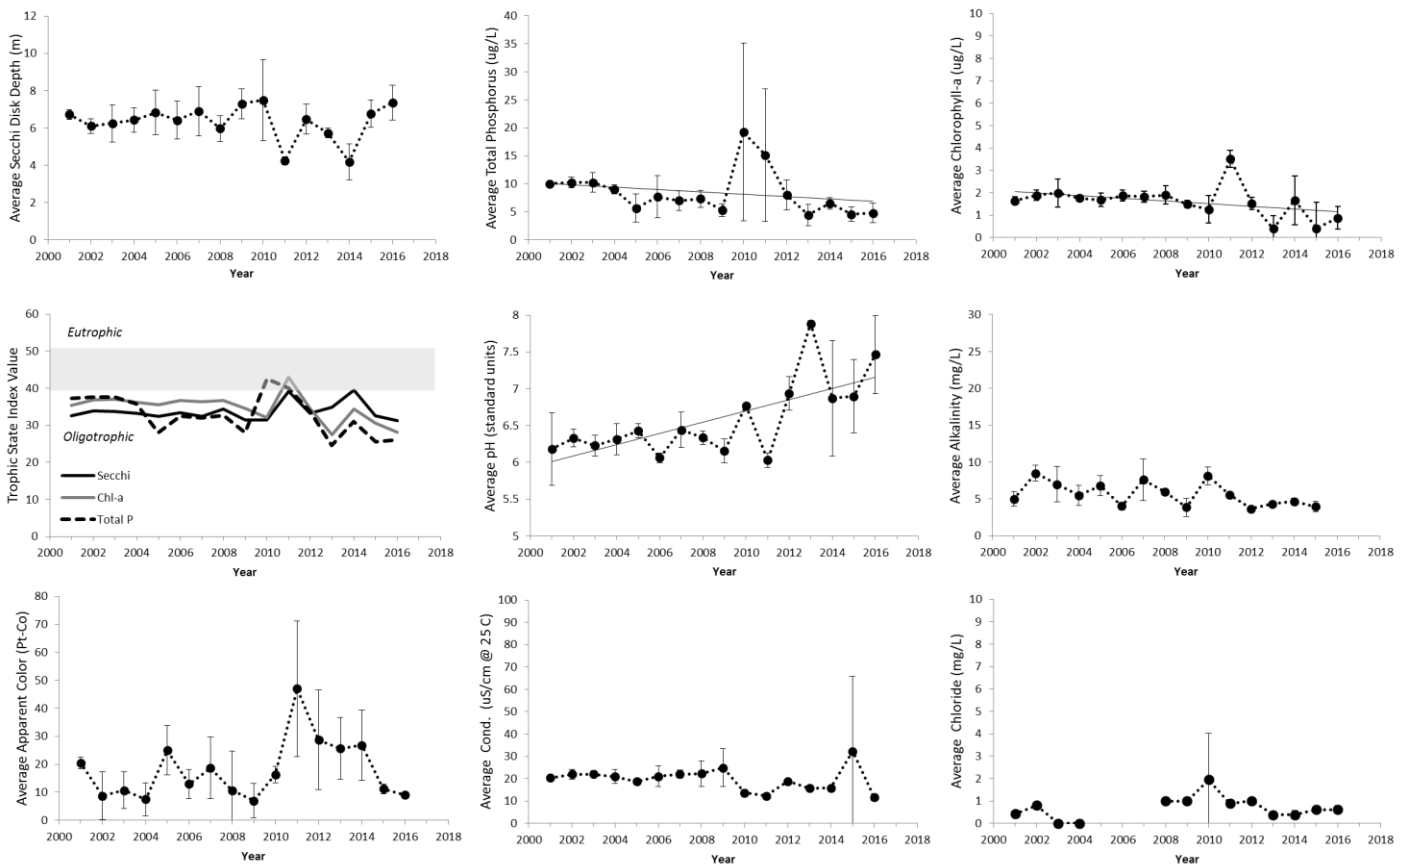 Average Secchi Disk Depth (m)
12
10
8
6
4
2
0
2000 2002 2004 2006 2008 2010 2012 2014 2016 2018
Year
Average Total Phosphorus (ug/L)
40
35
30
25
20
15
10
5
0
2000 2002 2004 2006 2008 2010 2012 2014 2016 2018
Year
Average Chlorophyll-a (ug/L)
10
9
8
7
6
5
4
3
2
1
0
2000 2002 2004 2006 2008 2010 2012 2014 2016 2018
Year
Trophic State Index Value
60
50
40
30
20
10
0
Eutrophic
Oligotrophic
Secchi
Chl-a
Total P
2000 2002 2004 2006 2008 2010 2012 2014 2016 2018
Year
Average pH (standard units)
8
7.5
7
6.5
6
5.5
5
2000 2002 2004 2006 2008 2010 2012 2014 2016 2018
Year
Average Alkalinity (mg/L)
30
25
20
15
10
5
0
2000 2002 2004 2006 2008 2010 2012 2014 2016 2018
Year
Average Apparent Color (Pt-Co)
80
70
60
50
40
30
20
10
0
2000 2002 2004 2006 2008 2010 2012 2014 2016 2018
Year
Average Cond. (uS/cm @ 25 C)
100
90
80
70
60
50
40
30
20
10
0
2000 2002 2004 2006 2008 2010 2012 2014 2016 2018
Year
Average Chloride (mg/L)
10
9
8
7
6
5
4
3
2
1
0
2000 2002 2004 2006 2008 2010 2012 2014 2016 2018
Year